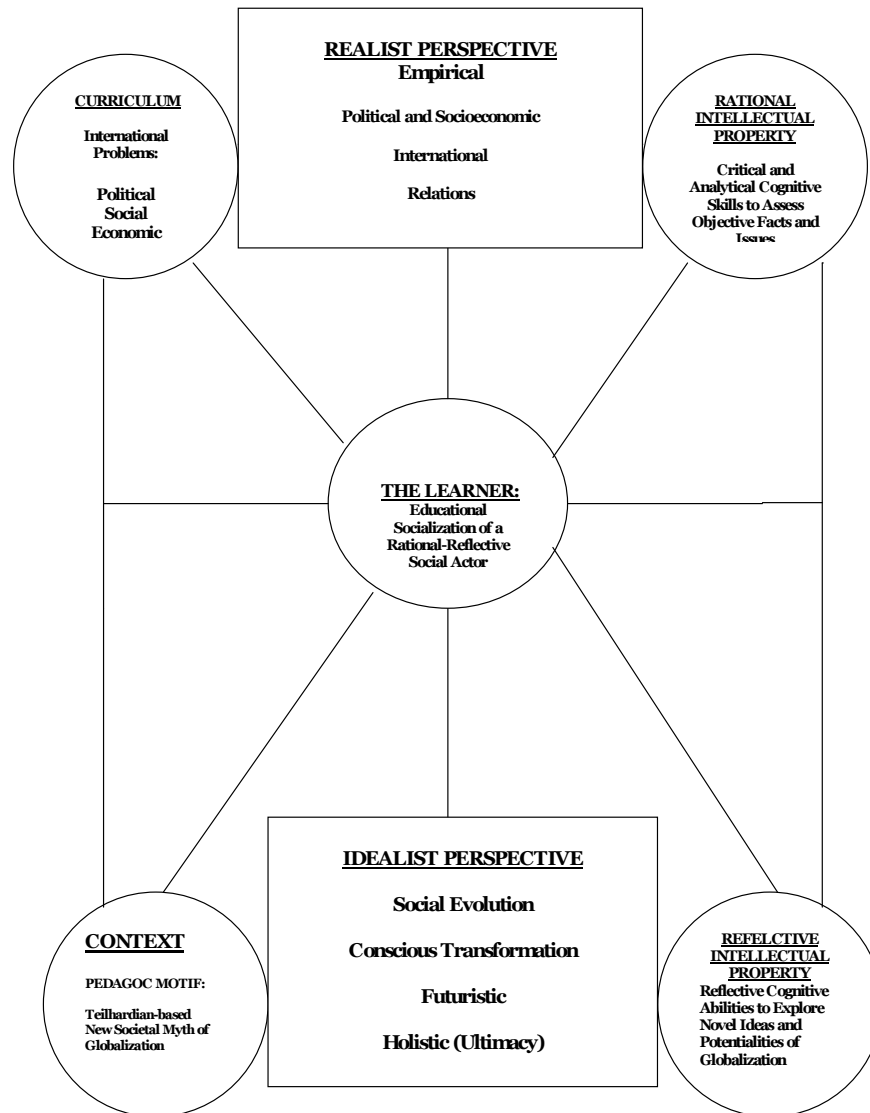 REALIST PERSPECTIVE
Empirical
Political and Socioeconomic
International
Relations
CURRICULUM
International
Problems:
Political
Social
Economic
RATIONAL
INTELLECTUAL
PROPERTY
Critical and
Analytical Cognitive
Skills to Assess
Objective Facts and
Issues
THE LEARNER:
Educational
Socialization of a
Rational-Reflective
Social Actor
IDEALIST PERSPECTIVE
Social Evolution
Conscious Transformation
Futuristic
Holistic (Ultimacy)
CONTEXT
PEDAGOC MOTIF:
Teilhardian-based
New Societal Myth of
Globalization
REFELCTIVE
INTELLECTUAL
PROPERTY
Reflective Cognitive
Abilities to Explore
Novel Ideas and
Potentialities of
Globalization